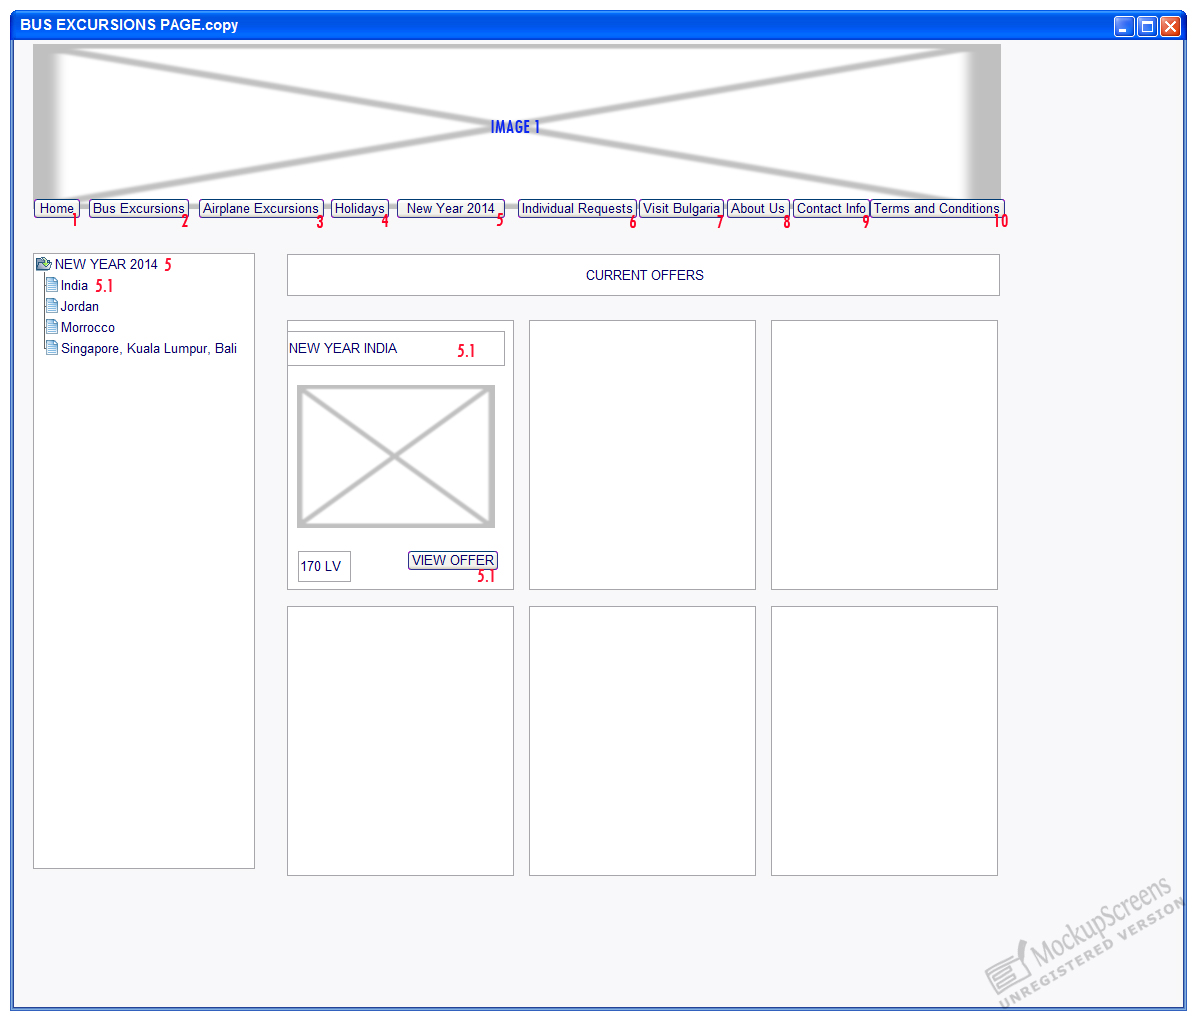 BUS EXCURSIONS PAGE.copy
IMAGE 1
Home Bus Excursions Airplane Excursions Holidays New Year 2014 Individual Requests Visit Bulgaria About Us Contact Info Terms and Conditions
1 2 3 4 5 6 7 8 9 10
NEW YEAR 2014 5
India 5.1
Jordan
Morrocco
Singapore, Kuala Lumpur, Bali
CURRENT OFFERS
NEW YEAR INDIA 5.1
170 LV VIEW OFFER
5.1
MockupScreens
UNREGISTERED VERSION